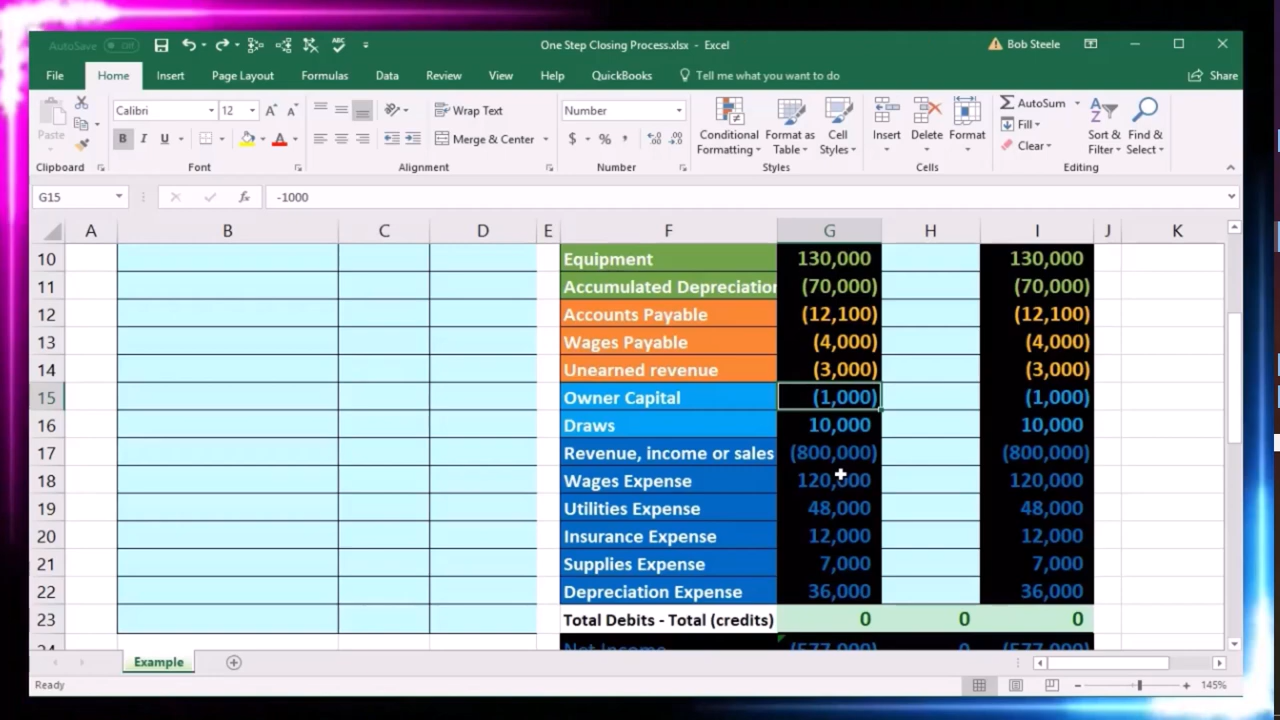 AutoSave Off
One Step Closing Process.xlsx - Excel
Bob Steele
File Home Insert Page Layout Formulas Data Review View Help QuickBooks Tell me what you want to do Share
Paste
Calibri 12
B I U
Wrap Text
Merge & Center
Number
$ % ,
Conditional Formatting
Format as Table
Cell Styles
Insert Delete Format
AutoSum
Fill
Clear
Sort & Filter
Find & Select
Clipboard Font Alignment Number Styles Cells Editing
G15 fx -1000
A B C D E F G H I J K
10 Equipment 130,000 130,000
11 Accumulated Depreciation (70,000) (70,000)
12 Accounts Payable (12,100) (12,100)
13 Wages Payable (4,000) (4,000)
14 Unearned revenue (3,000) (3,000)
15 Owner Capital (1,000) (1,000)
16 Draws 10,000 10,000
17 Revenue, income or sales (800,000) (800,000)
18 Wages Expense 120,000 120,000
19 Utilities Expense 48,000 48,000
20 Insurance Expense 12,000 12,000
21 Supplies Expense 7,000 7,000
22 Depreciation Expense 36,000 36,000
23 Total Debits - Total (credits) 0 0 0
24 Net Income (577,000) 0 (577,000)
Example
Ready 145%